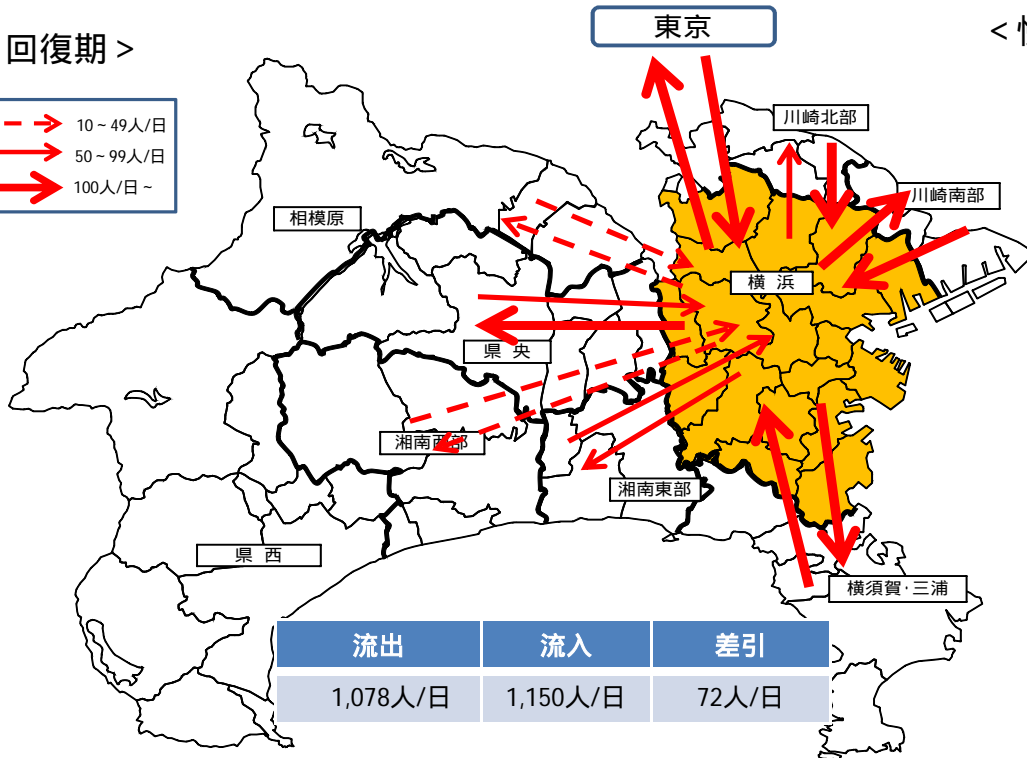 回復期>
東京
<
10~49人/日
50~99人/日
100人/日~
川崎北部
川崎南部
相模原
横 浜
県 央
湘南西部
湘南東部
県 西
横須賀・三浦
流出 流入 差引
1,078人/日 1,150人/日 72人/日